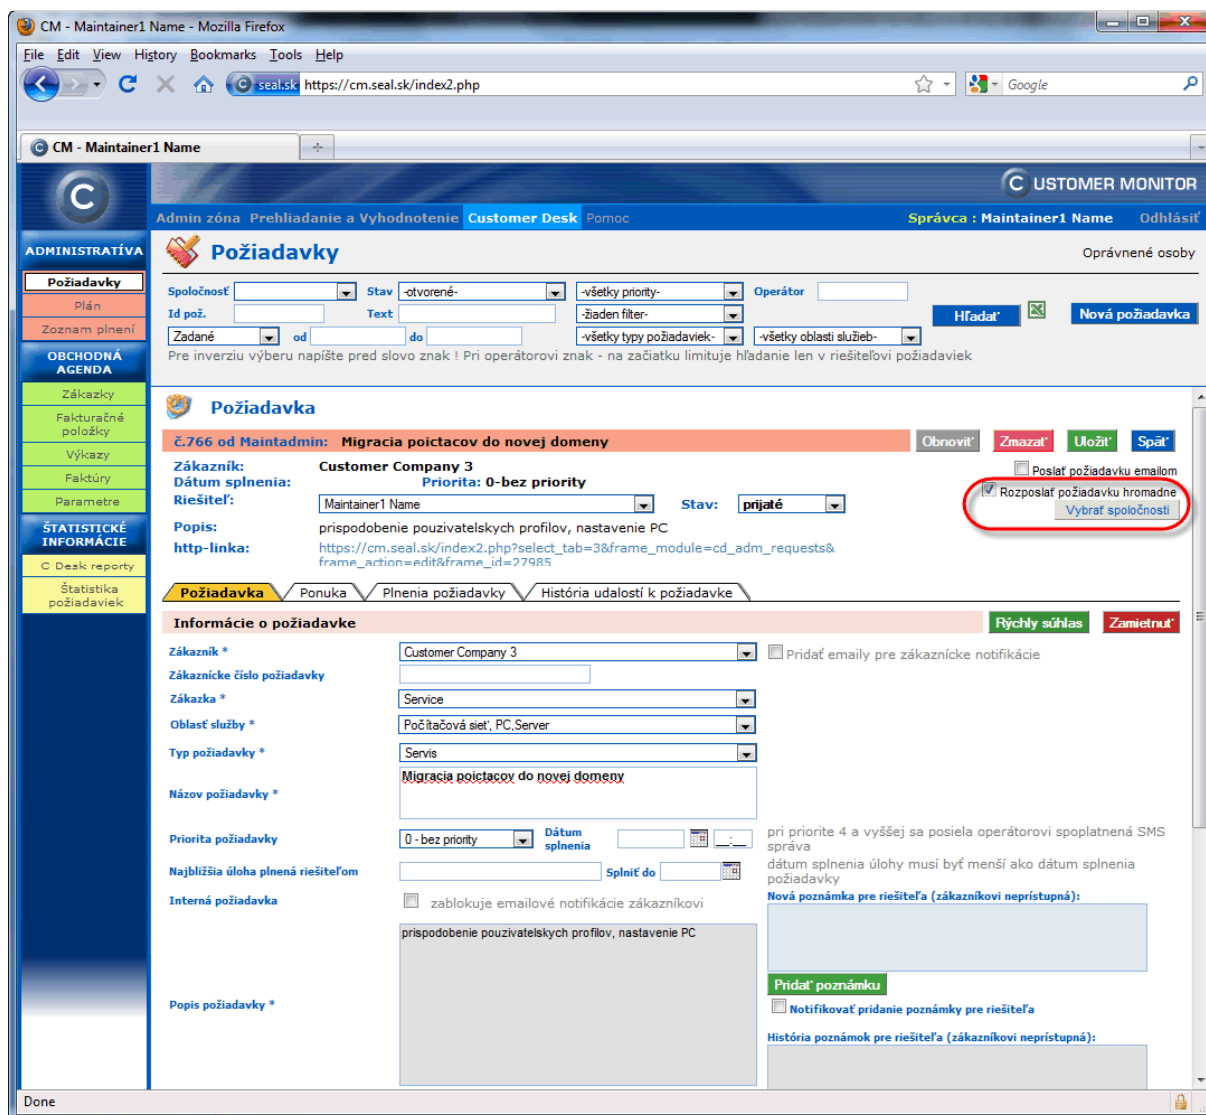 CM - Maintainer1 Name - Mozilla Firefox
File Edit View History Bookmarks Tools Help
seal.sk https://cm.seal.sk/index2.php Google
CM - Maintainer1 Name
C USTOMER MONITOR
Admin zóna Prehliadanie a Vyhodnotenie Customer Desk Pomoc Správca : Maintainer1 Name Odhlásiť
ADMINISTRATÍVA
Požiadavky
Plán
Zoznam plnení
OBCHODNÁ AGENDA
Zákazky
Fakturačné položky
Výkazy
Faktúry
Parametre
ŠTATISTICKÉ INFORMÁCIE
C-Desk reporty
Štatistika požiadaviek
Požiadavky Oprávnené osoby
Spoločnosť Stav -otvorené- -všetky priority- Operátor
Id pož. Text -žiaden filter- Hľadať Nová požiadavka
Zadané od do -všetky typy požiadaviek- -všetky oblasti služieb-
Pre inverziu výberu napíšte pred slovo znak ! Pri operátorovi znak - na začiatku limituje hľadanie len v riešiteľovi požiadaviek
Požiadavka
č.766 od Maintadmin: Migracia poictacov do novej domeny Obnoviť Zmazať Uložiť Späť
Zákazník: Customer Company 3 Poslať požiadavku emailom
Dátum splnenia: Priorita: 0-bez priority
Rozposlať požiadavku hromadne
Riešiteľ: Maintainer1 Name Stav: prijaté Vybrať spoločnosti
Popis: prispodobenie pouzivatelskych profilov, nastavenie PC
http-linka: https://cm.seal.sk/index2.php?select_tab=3&frame_module=cd_adm_requests&
frame_action=edit&frame_id=27985
Požiadavka Ponuka Plnenia požiadavky História udalostí k požiadavke
Informácie o požiadavke Rýchly súhlas Zamietnuť
Zákazník * Customer Company 3 Pridať emaily pre zákaznícke notifikácie
Zákaznícke číslo požiadavky
Zákazka * Service
Oblasť služby * Počítačová sieť, PC,Server
Typ požiadavky * Servis
Názov požiadavky * Migracia poictacov do novej domeny
Priorita požiadavky 0 - bez priority Dátum splnenia __:__
pri priorite 4 a vyššej sa posiela operátorovi spoplatnená SMS
správa
Najbližšia úloha plnená riešiteľom Splniť do
dátum splnenia úlohy musí byť menší ako dátum splnenia
požiadavky
Interná požiadavka zablokuje emailové notifikácie zákazníkovi
Nová poznámka pre riešiteľa (zákazníkovi neprístupná):
Popis požiadavky * prispodobenie pouzivatelskych profilov, nastavenie PC
Pridať poznámku
Notifikovať pridanie poznámky pre riešiteľa
História poznámok pre riešiteľa (zákazníkovi neprístupná):
Done